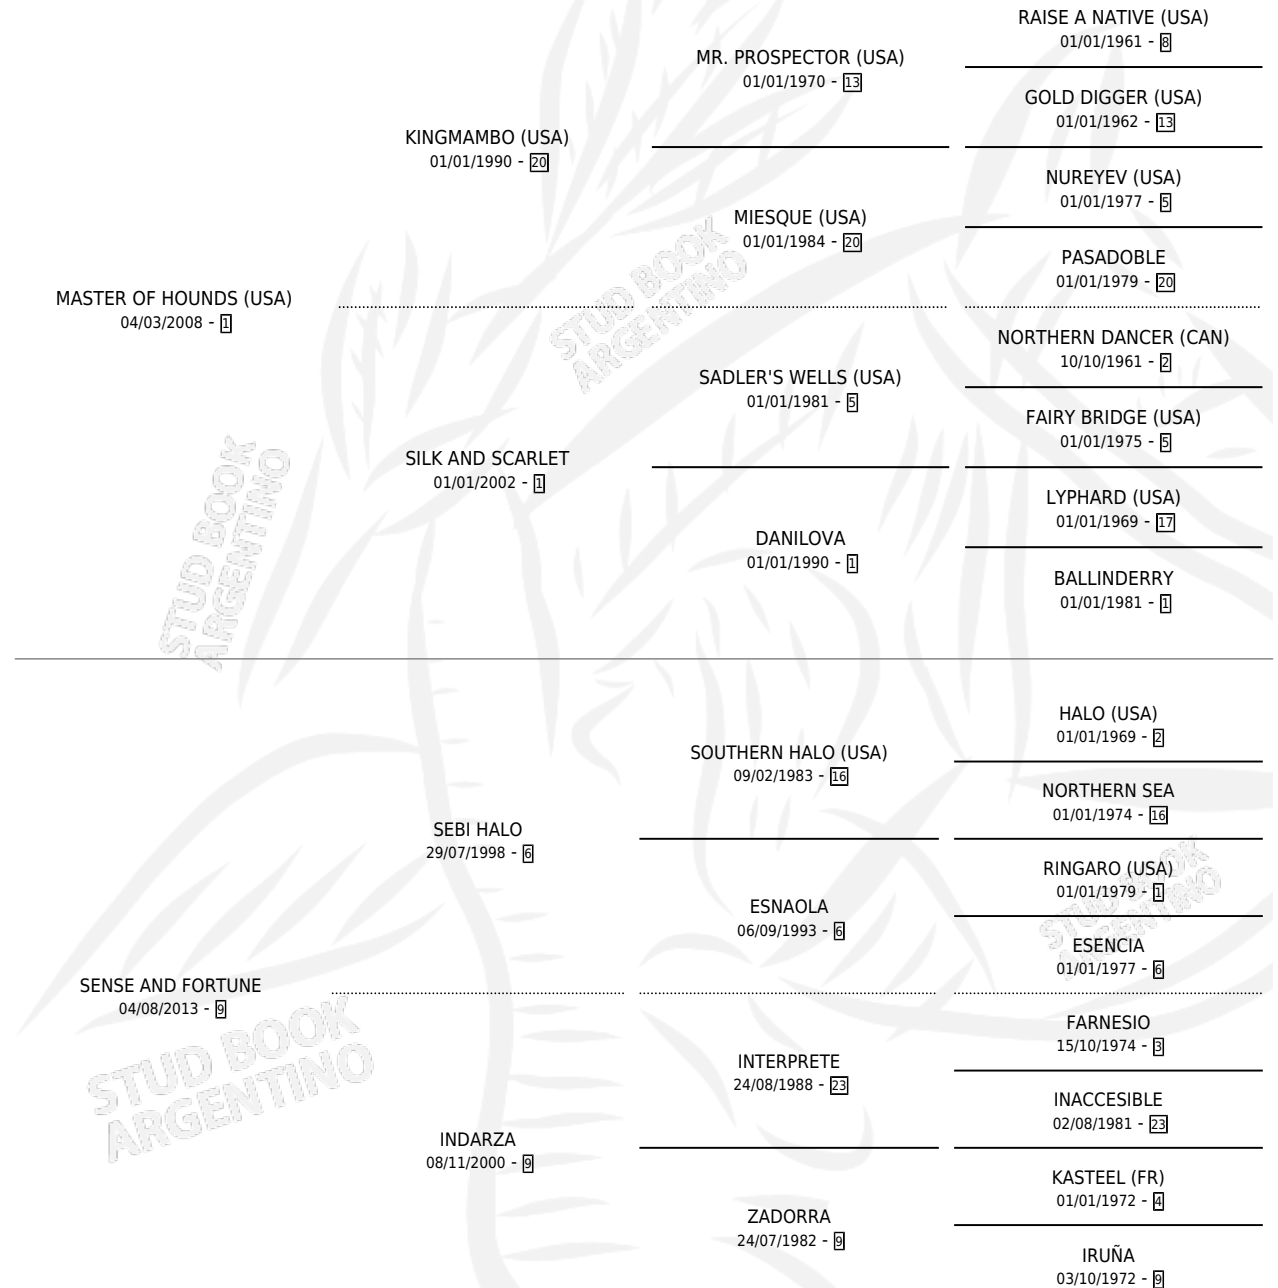 RAISE A NATIVE (USA)
01/01/1961 - 8
MR. PROSPECTOR (USA)
01/01/1970 - 13
GOLD DIGGER (USA)
01/01/1962 - 13
KINGMAMBO (USA)
01/01/1990 - 20
NUREYEV (USA)
01/01/1977 - 5
MIESQUE (USA)
01/01/1984 - 20
PASADOBLE
01/01/1979 - 20
MASTER OF HOUNDS (USA)
04/03/2008 - 1
NORTHERN DANCER (CAN)
10/10/1961 - 2
SADLER'S WELLS (USA)
01/01/1981 - 5
FAIRY BRIDGE (USA)
01/01/1975 - 5
SILK AND SCARLET
01/01/2002 - 1
LYPHARD (USA)
01/01/1969 - 17
DANILOVA
01/01/1990 - 1
BALLINDERRY
01/01/1981 - 1
HALO (USA)
01/01/1969 - 2
SOUTHERN HALO (USA)
09/02/1983 - 16
NORTHERN SEA
01/01/1974 - 16
SEBI HALO
29/07/1998 - 6
RINGARO (USA)
01/01/1979 - 1
ESNAOLA
06/09/1993 - 6
ESENCIA
01/01/1977 - 6
SENSE AND FORTUNE
04/08/2013 - 9
FARNESIO
15/10/1974 - 3
INTERPRETE
24/08/1988 - 23
INACCESIBLE
02/08/1981 - 23
INDARZA
08/11/2000 - 9
KASTEEL (FR)
01/01/1972 - 4
ZADORRA
24/07/1982 - 9
IRUÑA
03/10/1972 - 9
STUD BOOK
ARGENTINO
STUD BOOK
ARGENTINO
STUD BOOK
ARGENTINO
STUD BOOK
ARGENTINO